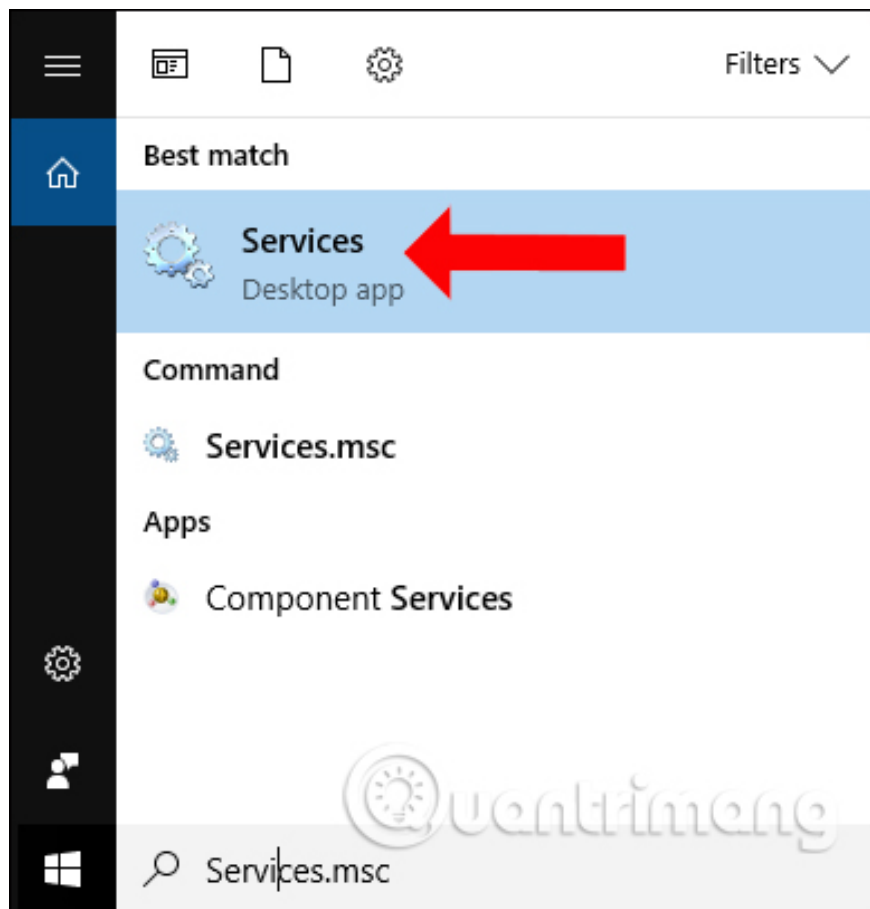 Filters
Best match
Services
Desktop app
Command
Services.msc
Apps
Component Services
Quantrimang
Services.msc